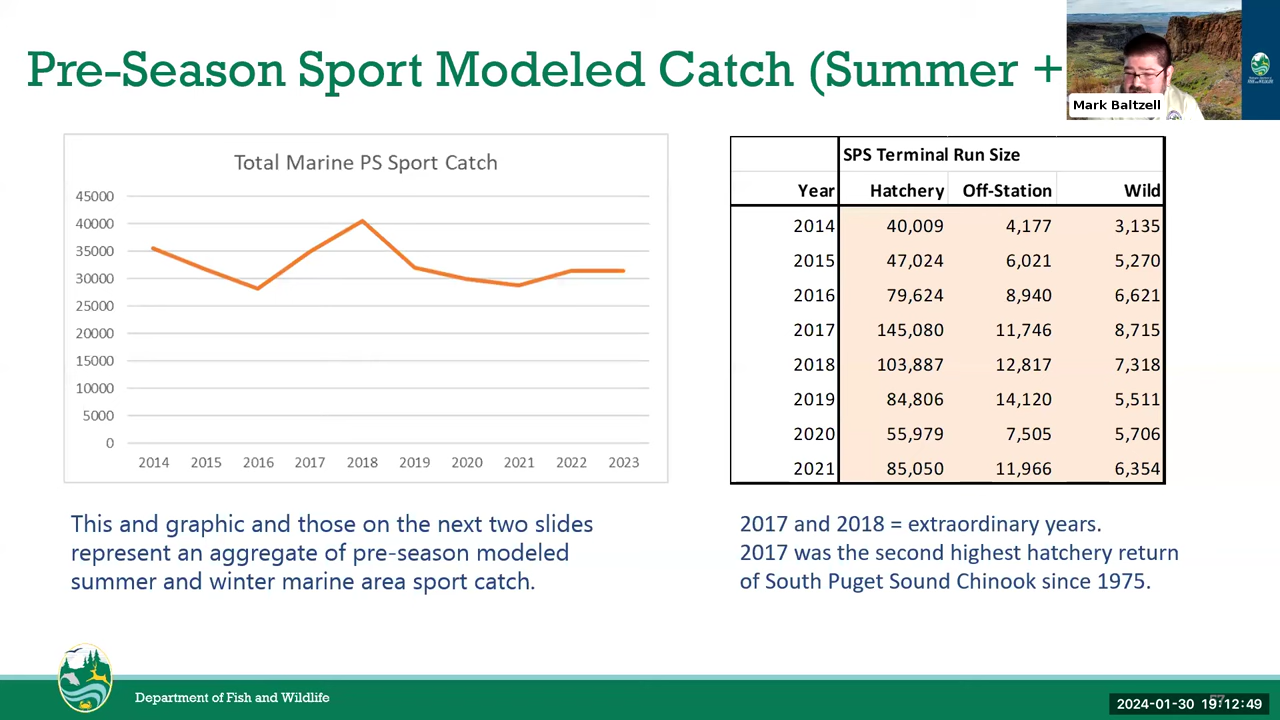 Pre-Season Sport Modeled Catch (Summer +
Mark Baltzell
Total Marine PS Sport Catch
45000
40000
35000
30000
25000
20000
15000
10000
5000
0
2014 2015 2016 2017 2018 2019 2020 2021 2022 2023
SPS Terminal Run Size
Year Hatchery Off-Station Wild
2014 40,009 4,177 3,135
2015 47,024 6,021 5,270
2016 79,624 8,940 6,621
2017 145,080 11,746 8,715
2018 103,887 12,817 7,318
2019 84,806 14,120 5,511
2020 55,979 7,505 5,706
2021 85,050 11,966 6,354
This and graphic and those on the next two slides
represent an aggregate of pre-season modeled
summer and winter marine area sport catch.
2017 and 2018 = extraordinary years.
2017 was the second highest hatchery return
of South Puget Sound Chinook since 1975.
Department of Fish and Wildlife
2024-01-30 19:12:49